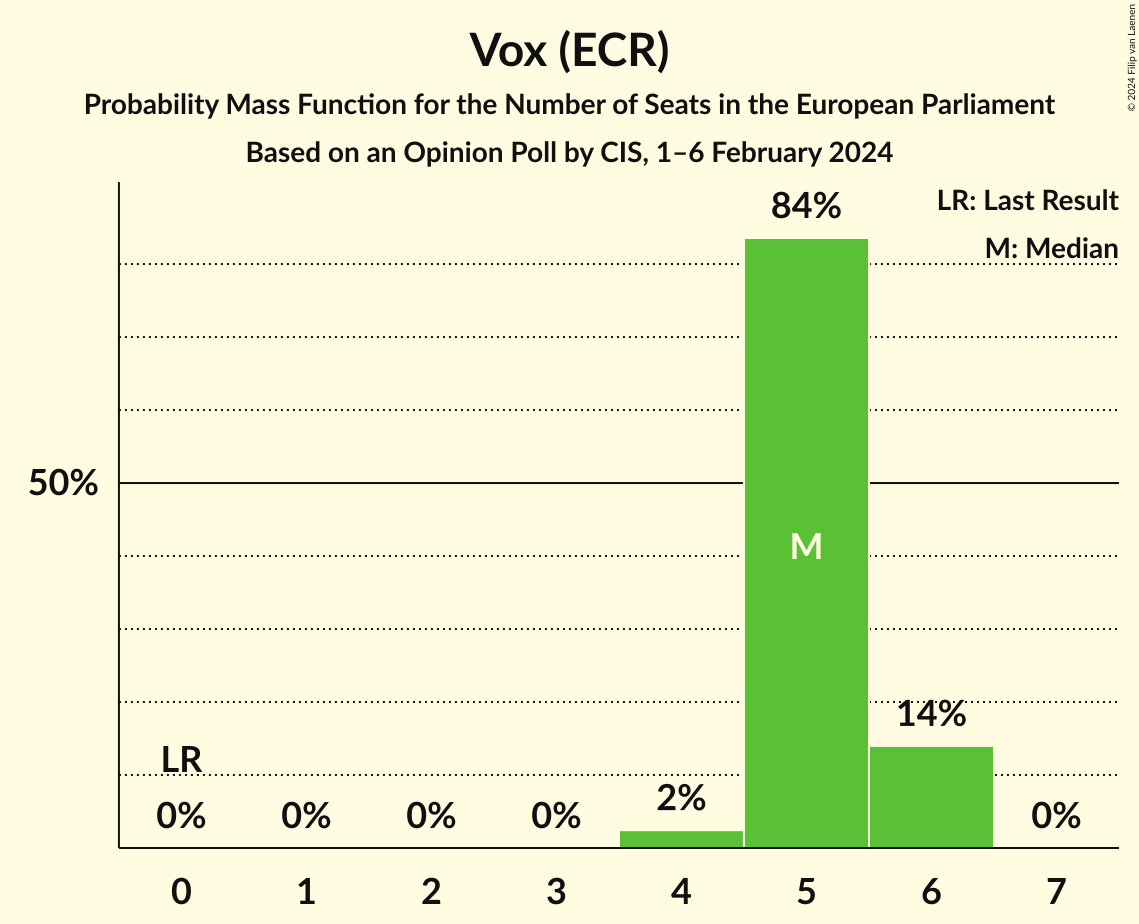 Vox (ECR)
Probability Mass Function for the Number of Seats in the European Parliament
Based on an Opinion Poll by CIS, 1–6 February 2024
© 2024 Filip van Laenen
LR: Last Result
M: Median
84%
50%
M
14%
LR
2%
0% 0% 0% 0% 0%
0 1 2 3 4 5 6 7